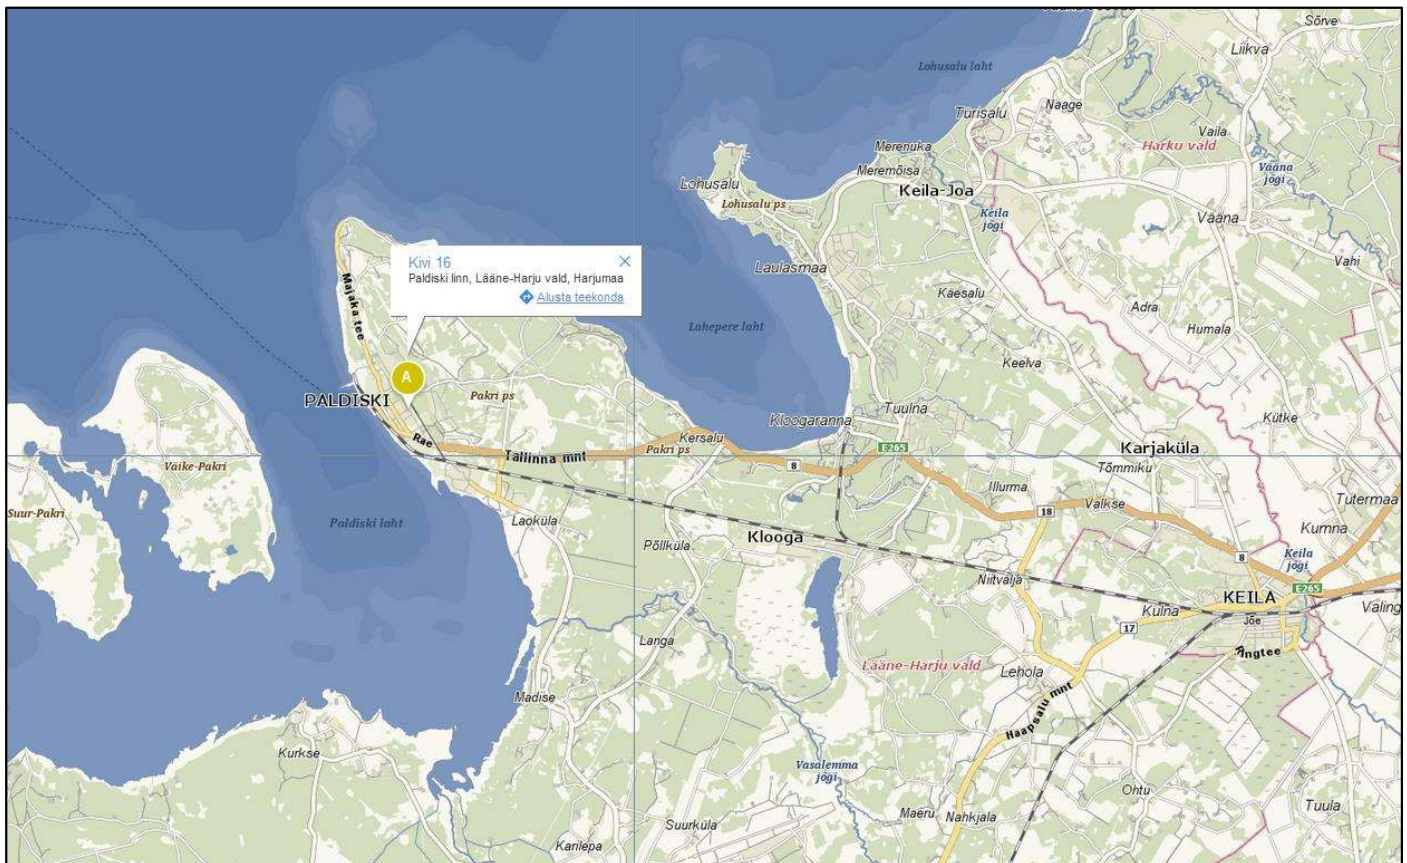 Sõrve
Liikva
Lohusalu laht
Naage
Turisalu
Vaila
Harku vald
Merenuka
Vääna
jõgi
Meremõisa
Lohusalu
Keila-Joa
Lohusalu ps
Keila
jõgi
Vääna
Vahi
Kivi 16
Paldiski linn, Lääne-Harju vald, Harjumaa
Alusta teekonda
Majaka tee
Laulasmaa
Käesalu
Adra
Humala
Lahepere laht
Keelva
A
PALDISKI
Pakri ps
Tuulna
Kloogaranna
Kütke
Rae
Kersalu
Pakri ps
E265
Karjaküla
Tallinna mnt
8
Tõmmiku
Väike-Pakri
Illurma
Valkse
Tutermaa
Suur-Pakri
Paldiski laht
Laoküla
18
Kumna
Põllküla
Klooga
8
Keila
jõgi
Niitvälja
E265
KEILA
Kulna
Valing
17
Jõe
Langa
Ringtee
Lääne-Harju vald
Lehola
Madise
Haapsalu mnt
Kurkse
Vasalemma
jõgi
Ohtu
Maeru
Nahkjala
Tuula
Suurküla
Karilepa